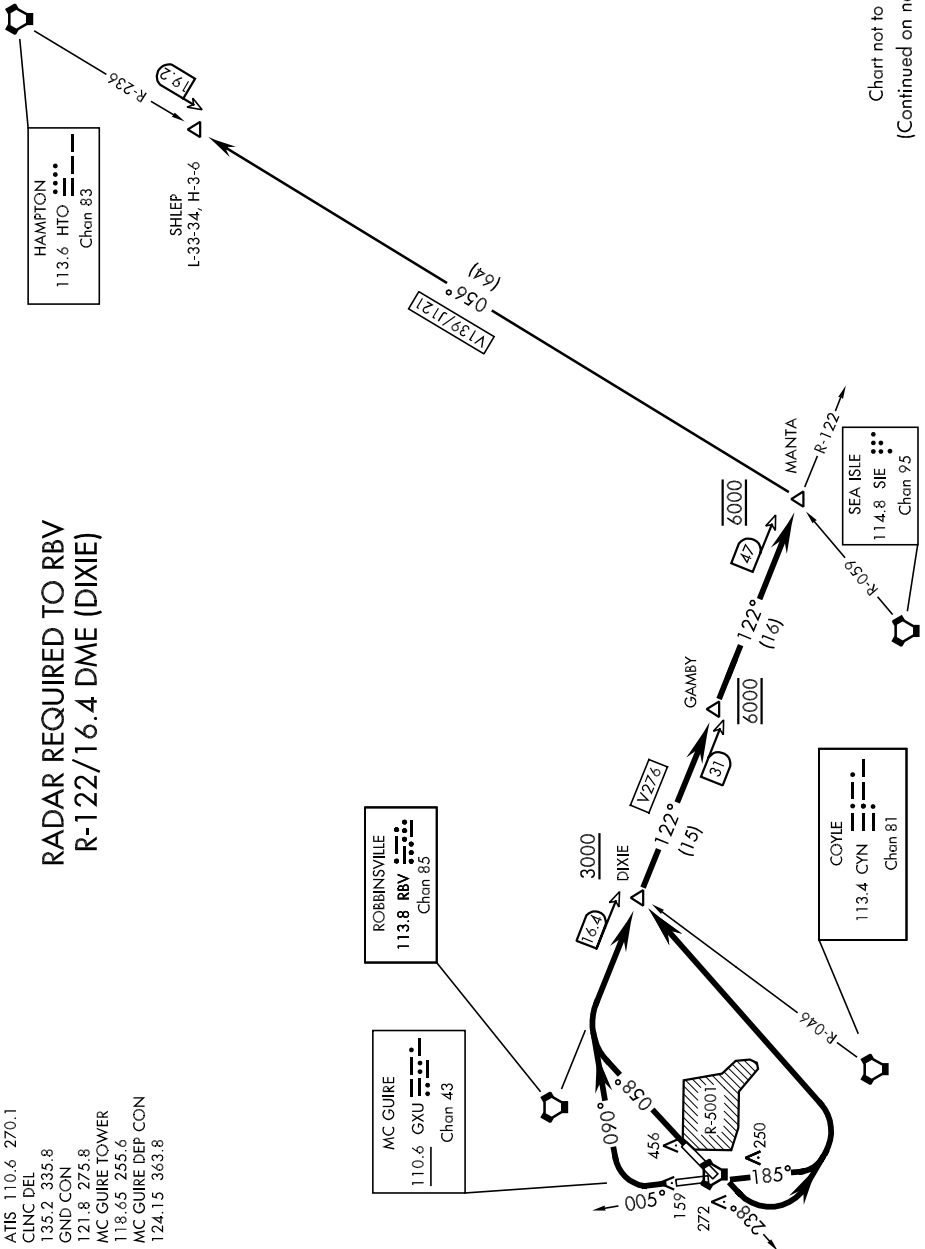 ATIS 110.6 270.1
CLNC DEL
135.2 335.8
GND CON
121.8 275.8
MC GUIRE TOWER
118.65 255.6
MC GUIRE DEP CON
124.15 363.8
RADAR REQUIRED TO RBV
R-122/16.4 DME (DIXIE)
HAMPTON
113.6 HTO
Chan 83
R-236
19.2
SHLEP
L-33-34, H-3-6
056°
(64)
V139/J121
MANTA
6000
47
R-122
SEA ISLE
114.8 SIE
Chan 95
R-059
122°
(16)
GAMBY
6000
31
V276
122°
(15)
3000
DIXIE
16.4
ROBBINSVILLE
113.8 RBV
Chan 85
COYLE
113.4 CYN
Chan 81
R-046
MC GUIRE
110.6 GXU
Chan 43
090°
058°
R-5001
456
250
185°
005°
159
272
238°
Chart not to
(Continued on